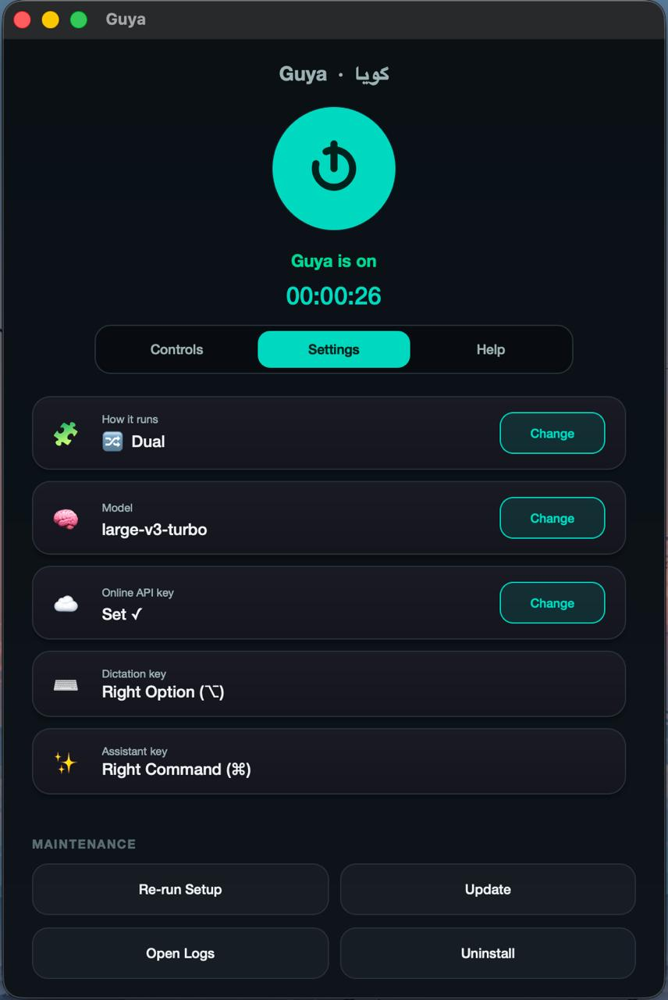 Guya
Guya · کویا
Guya is on
00:00:26
Controls Settings Help
How it runs
Dual
Change
Model
large-v3-turbo
Change
Online API key
Set ✓
Change
Dictation key
Right Option (⌥)
Assistant key
Right Command (⌘)
MAINTENANCE
Re-run Setup Update
Open Logs Uninstall